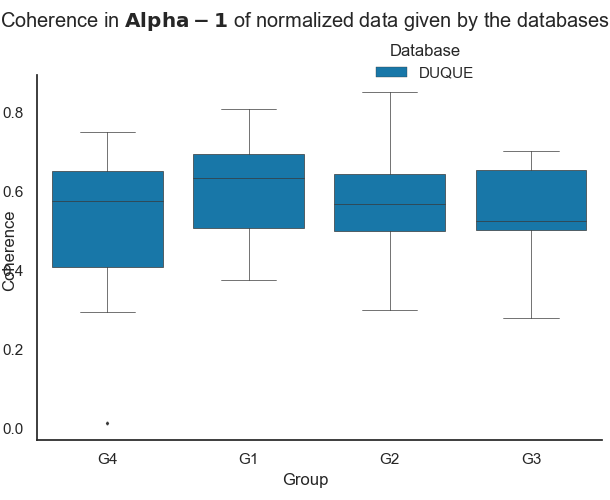 Coherence in Alpha − 1 of normalized data given by the databases
Database
DUQUE
0.8
0.6
0.4
0.2
0.0
Coherence
G4 G1 G2 G3
Group